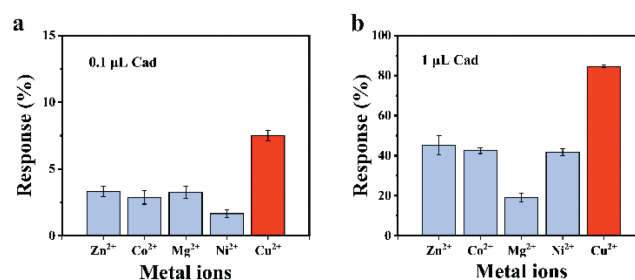 a
15
10
5
0
Response (%)
0.1 μL Cad
Zn²⁺ Co²⁺ Mg²⁺ Ni²⁺ Cu²⁺
Metal ions
b
100
80
60
40
20
0
Response (%)
1 μL Cad
Zn²⁺ Co²⁺ Mg²⁺ Ni²⁺ Cu²⁺
Metal ions